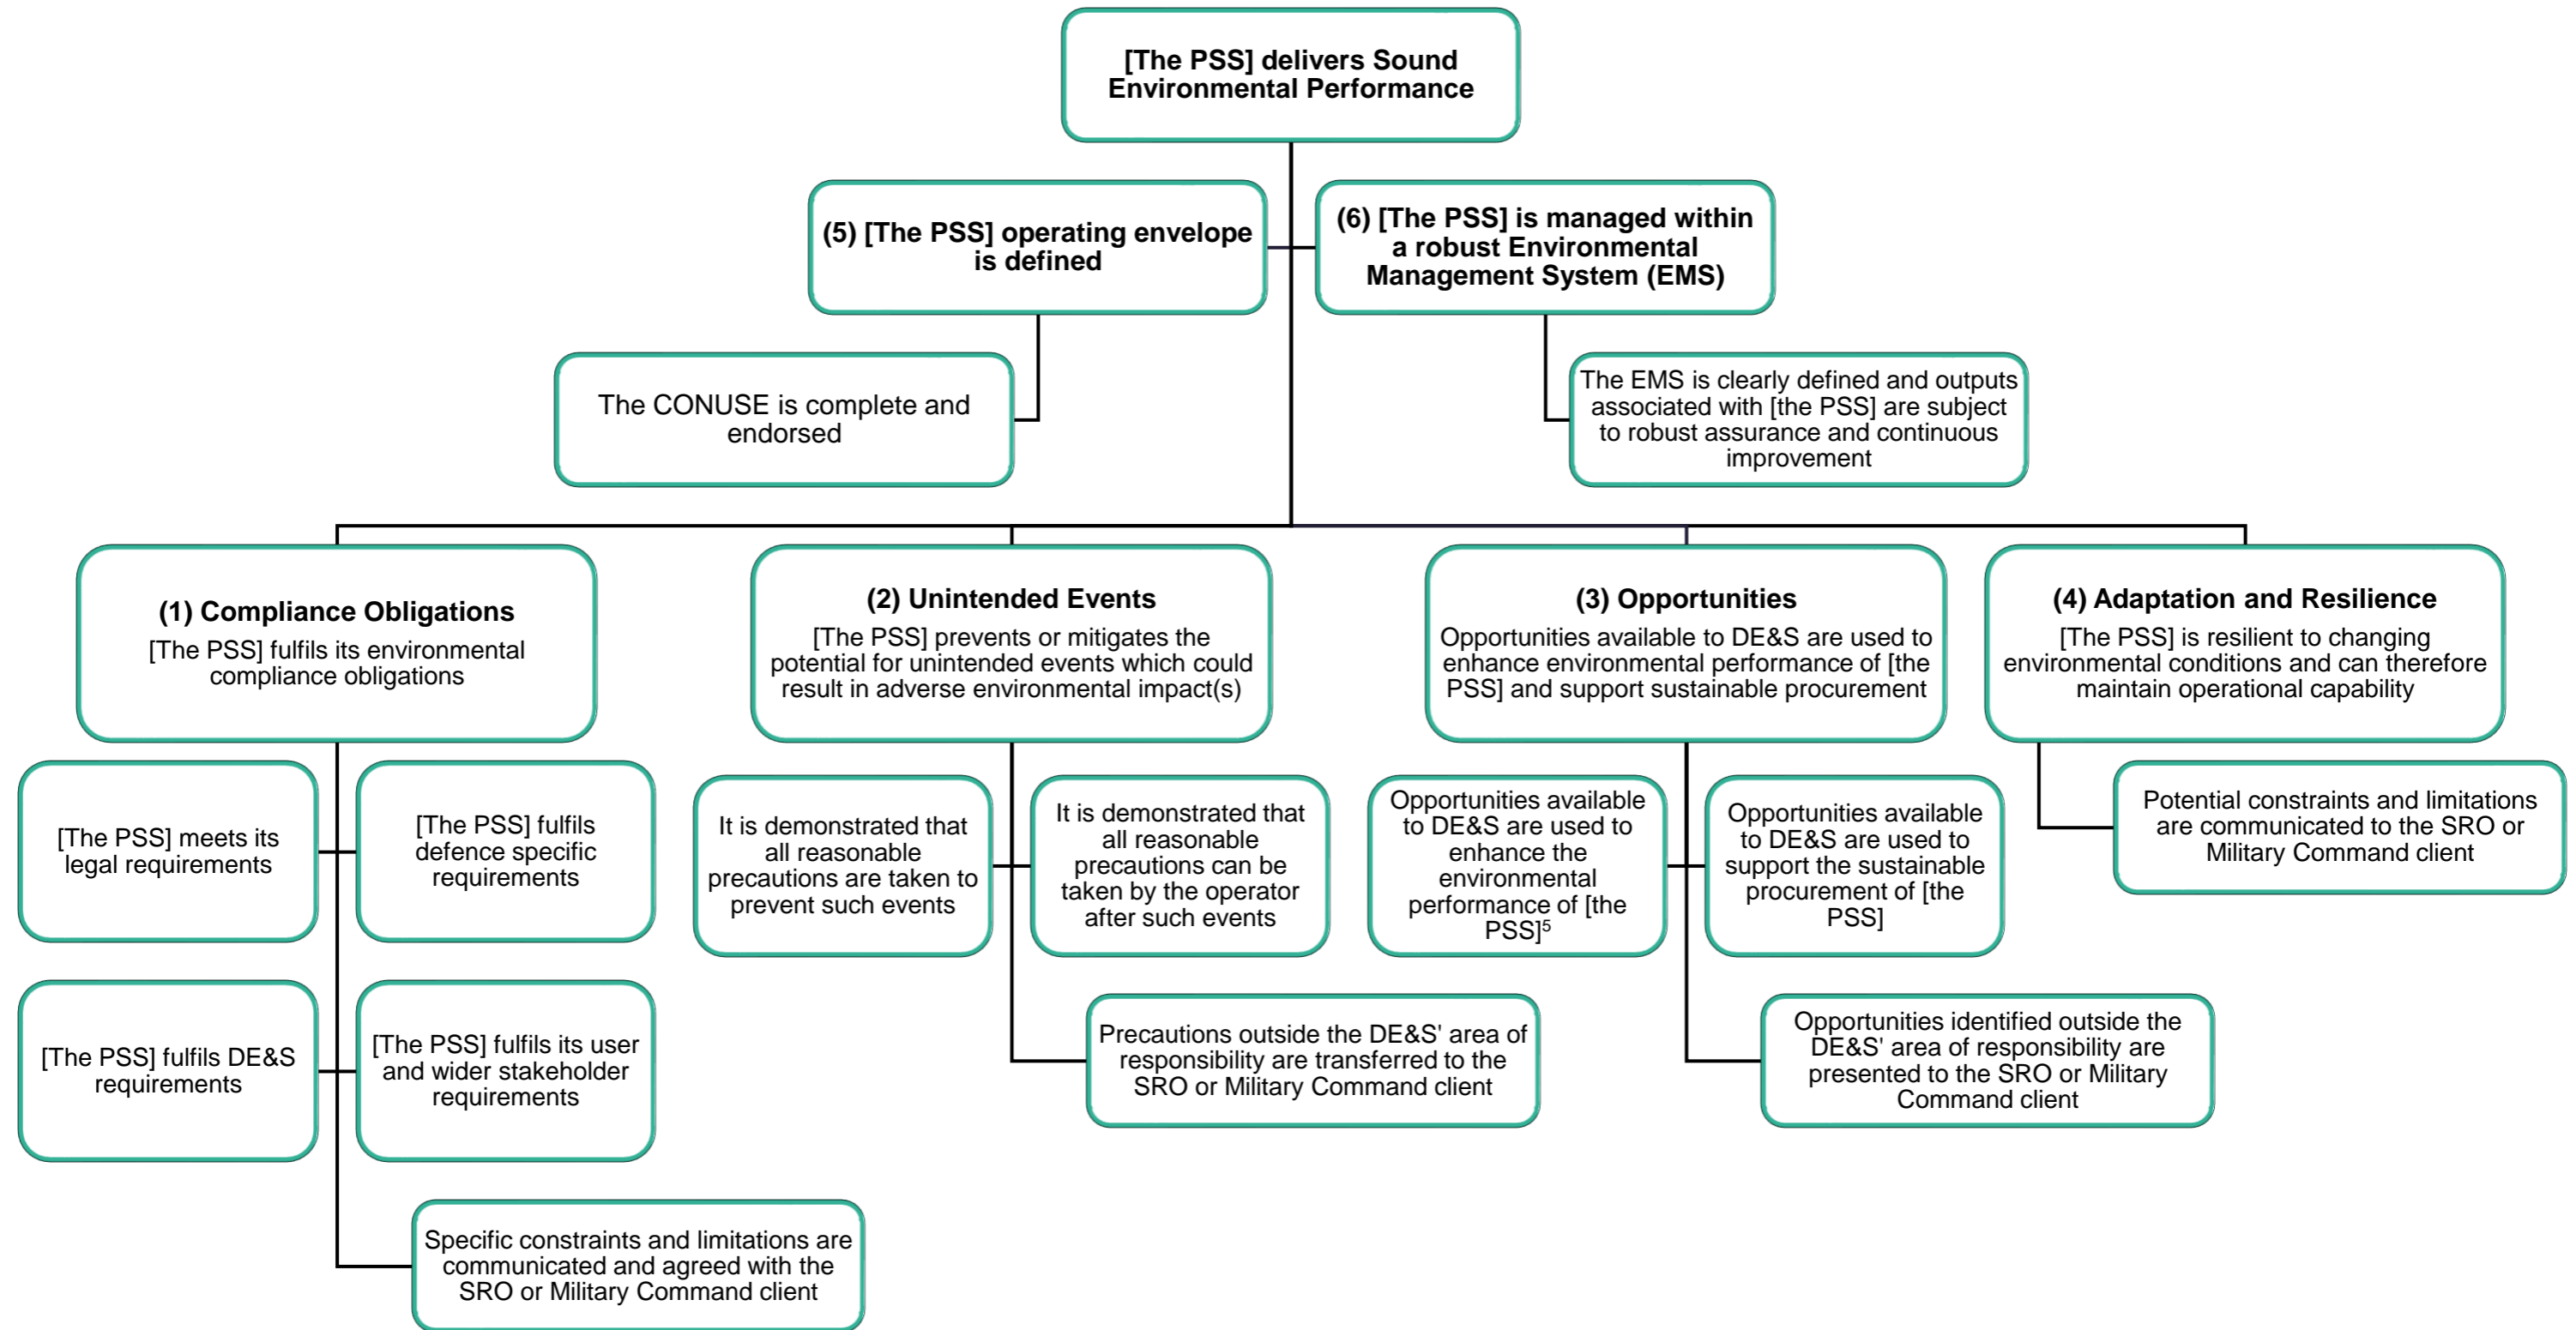 [The PSS] delivers Sound
Environmental Performance
(5) [The PSS] operating envelope
is defined
(6) [The PSS] is managed within
a robust Environmental
Management System (EMS)
The CONUSE is complete and
endorsed
The EMS is clearly defined and outputs
associated with [the PSS] are subject
to robust assurance and continuous
improvement
(1) Compliance Obligations
[The PSS] fulfils its environmental
compliance obligations
(2) Unintended Events
[The PSS] prevents or mitigates the
potential for unintended events which could
result in adverse environmental impact(s)
(3) Opportunities
Opportunities available to DE&S are used to
enhance environmental performance of [the
PSS] and support sustainable procurement
(4) Adaptation and Resilience
[The PSS] is resilient to changing
environmental conditions and can therefore
maintain operational capability
[The PSS] meets its
legal requirements
[The PSS] fulfils
defence specific
requirements
It is demonstrated that
all reasonable
precautions are taken to
prevent such events
It is demonstrated that
all reasonable
precautions can be
taken by the operator
after such events
Opportunities available
to DE&S are used to
enhance the
environmental
performance of [the
PSS]⁵
Opportunities available
to DE&S are used to
support the sustainable
procurement of [the
PSS]
Potential constraints and limitations
are communicated to the SRO or
Military Command client
[The PSS] fulfils DE&S
requirements
[The PSS] fulfils its user
and wider stakeholder
requirements
Precautions outside the DE&S' area of
responsibility are transferred to the
SRO or Military Command client
Opportunities identified outside the
DE&S' area of responsibility are
presented to the SRO or Military
Command client
Specific constraints and limitations are
communicated and agreed with the
SRO or Military Command client